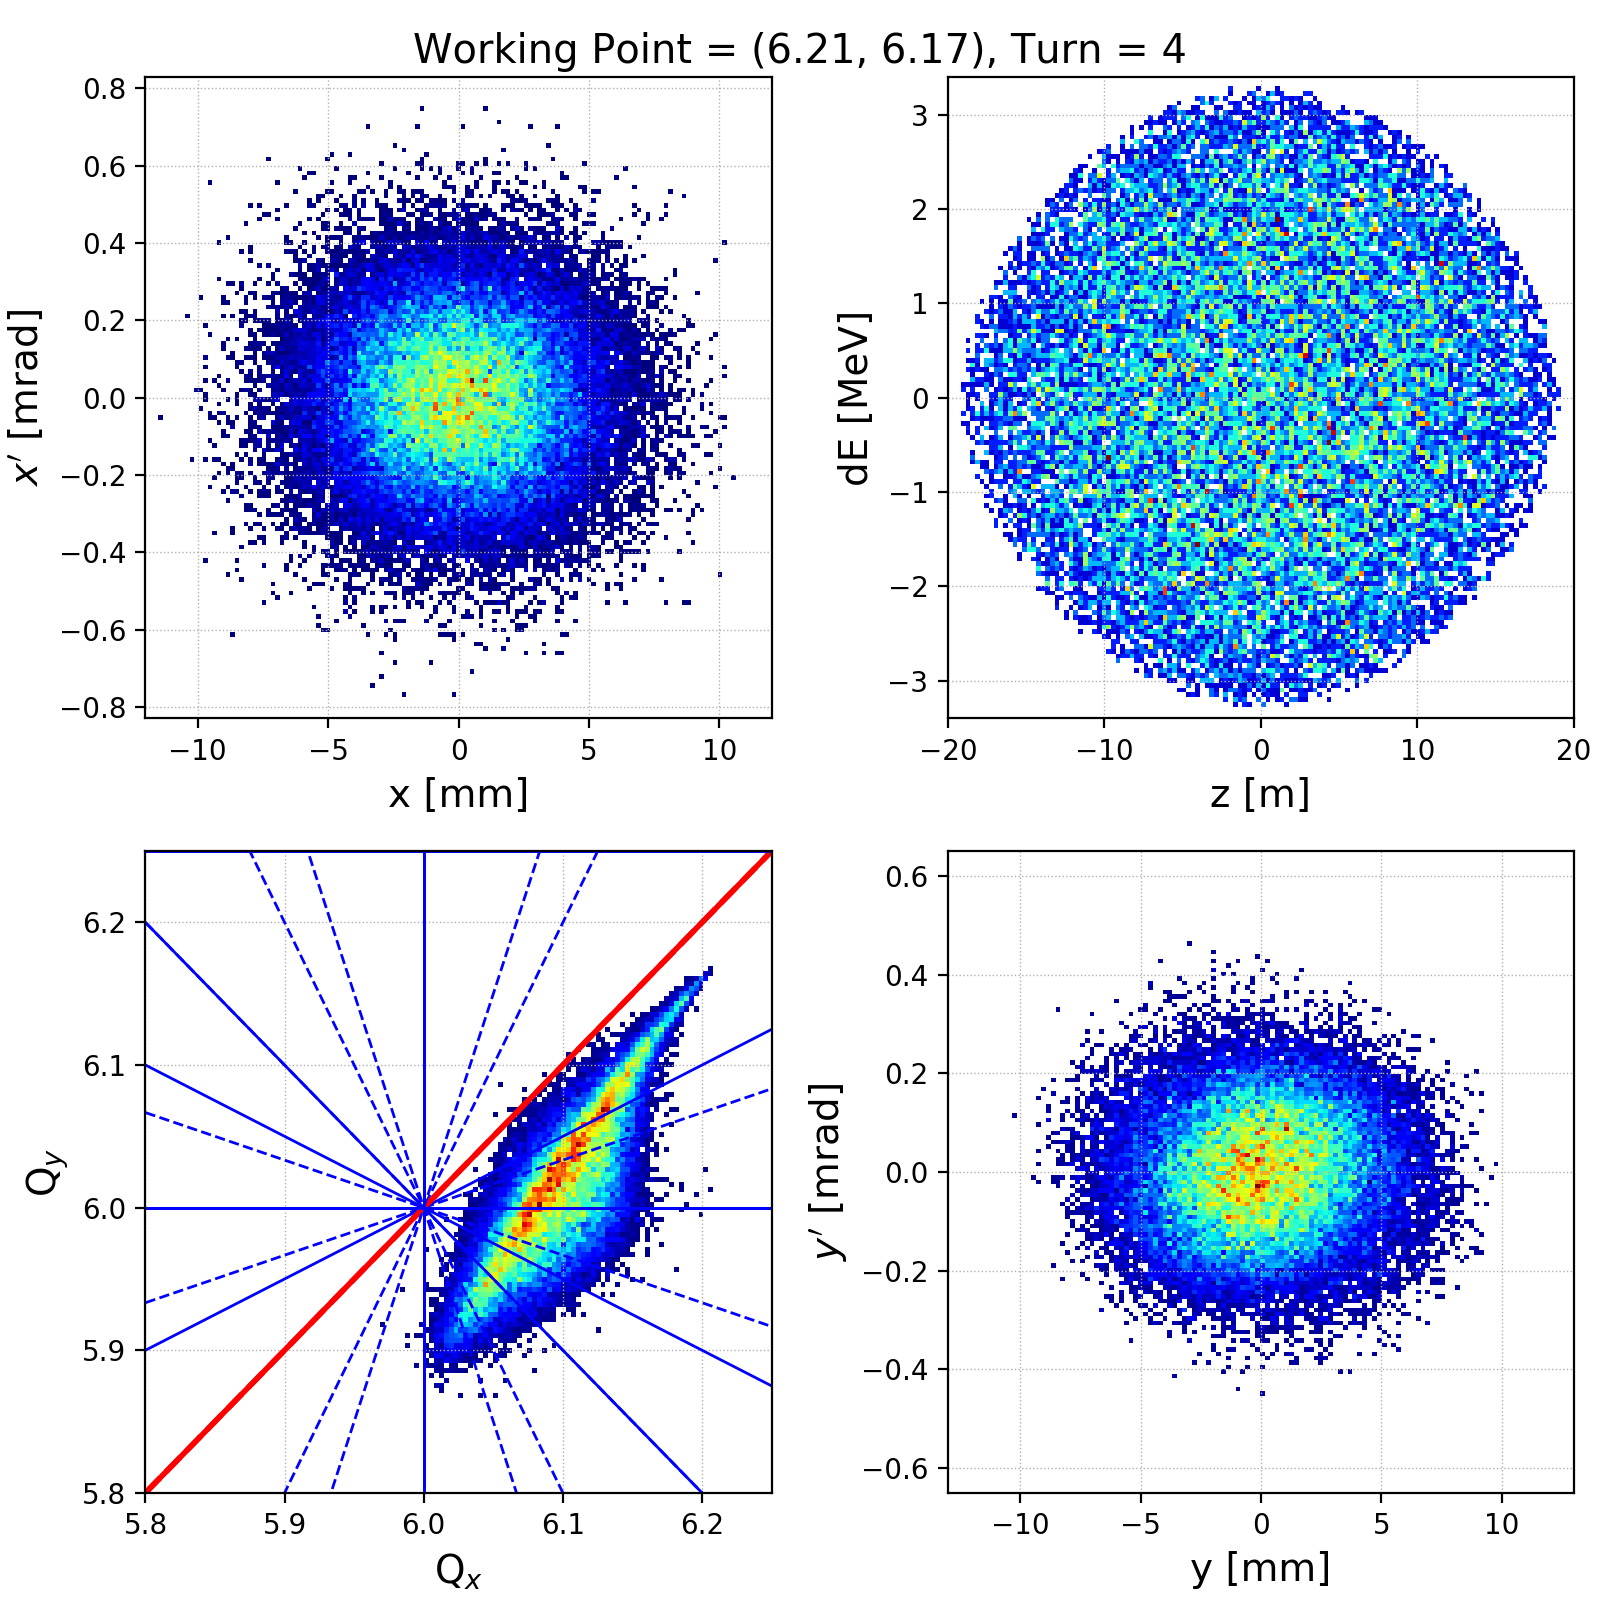 Working Point = (6.21, 6.17), Turn = 4
0.8
0.6
0.4
0.2
0.0
−0.2
−0.4
−0.6
−0.8
x′ [mrad]
−10 −5 0 5 10
x [mm]
3
2
1
0
−1
−2
−3
dE [MeV]
−20 −10 0 10 20
z [m]
6.2
6.1
6.0
5.9
5.8
Qy
5.8 5.9 6.0 6.1 6.2
Qx
0.6
0.4
0.2
0.0
−0.2
−0.4
−0.6
y′ [mrad]
−10 −5 0 5 10
y [mm]